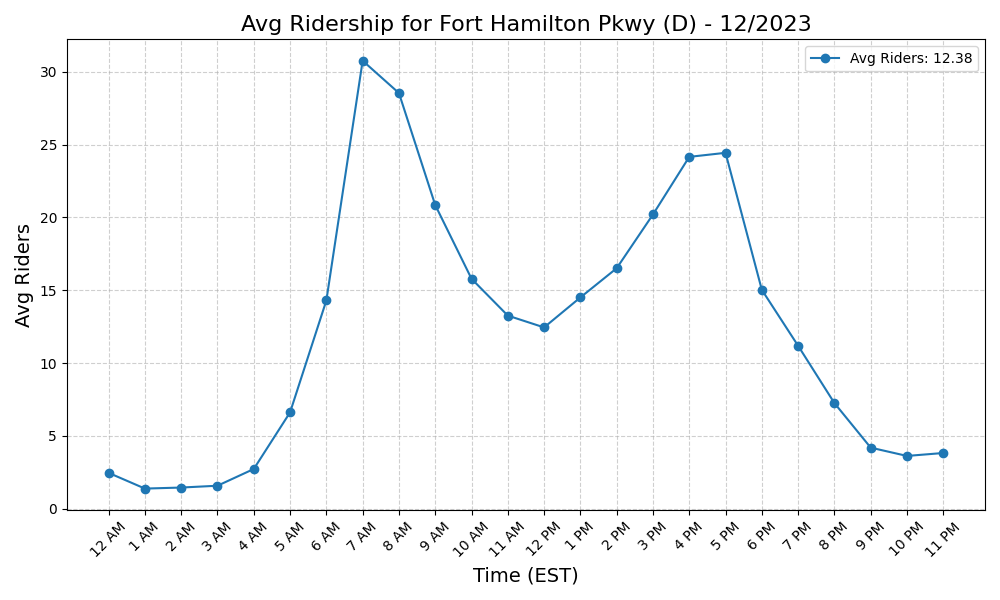 Avg Ridership for Fort Hamilton Pkwy (D) - 12/2023
Avg Riders: 12.38
Avg Riders
30
25
20
15
10
5
0
12 AM
1 AM
2 AM
3 AM
4 AM
5 AM
6 AM
7 AM
8 AM
9 AM
10 AM
11 AM
12 PM
1 PM
2 PM
3 PM
4 PM
5 PM
6 PM
7 PM
8 PM
9 PM
10 PM
11 PM
Time (EST)